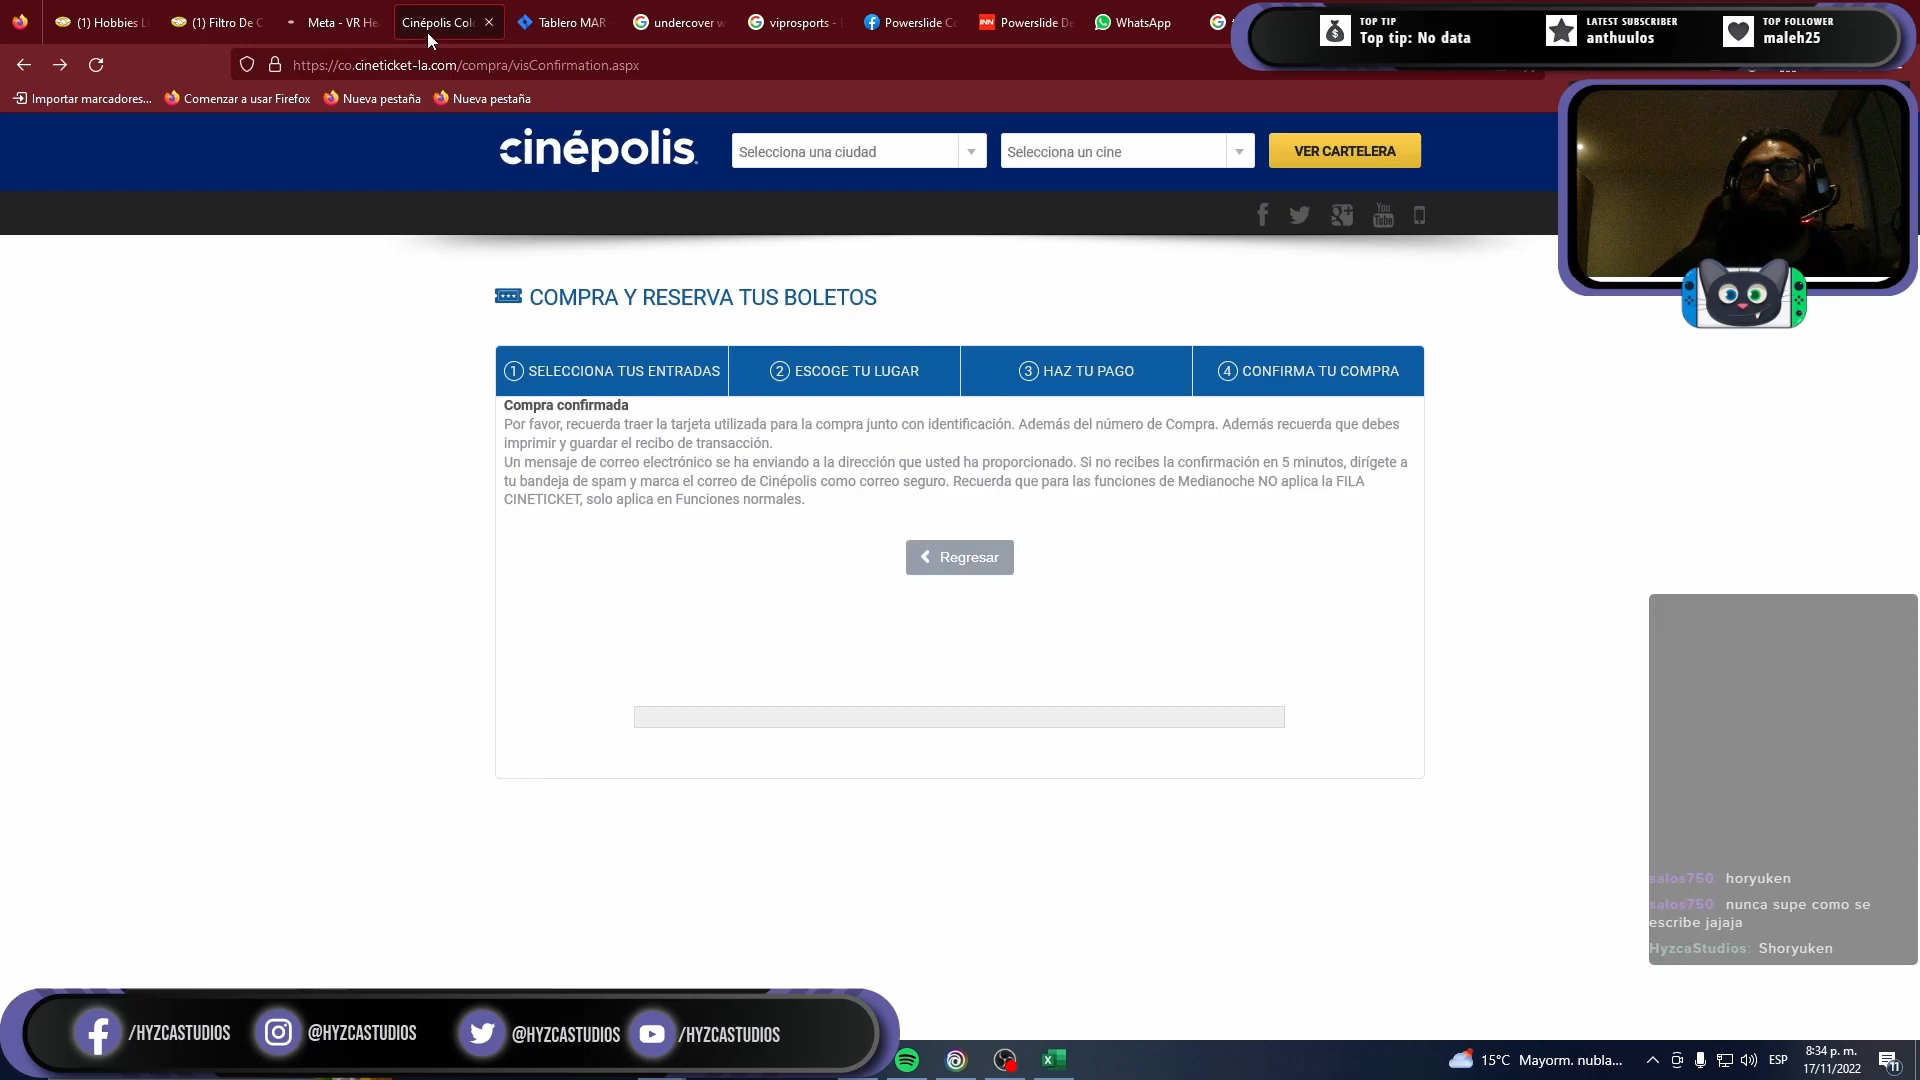 (1) Hobbies Li
(1) Filtro De C
Meta - VR He
Cinépolis Col
Tablero MAR
undercover w
viprosports -
Powerslide Co
INN
Powerslide De
WhatsApp
TOP TIP
Top tip: No data
LATEST SUBSCRIBER
anthuulos
TOP FOLLOWER
maleh25
https://co.cineticket-la.com/compra/visConfirmation.aspx
Importar marcadores...
Comenzar a usar Firefox
Nueva pestaña
Nueva pestaña
cinépolis
Selecciona una ciudad
Selecciona un cine
VER CARTELERA
You Tube
COMPRA Y RESERVA TUS BOLETOS
1 SELECCIONA TUS ENTRADAS
2 ESCOGE TU LUGAR
3 HAZ TU PAGO
4 CONFIRMA TU COMPRA
Compra confirmada
Por favor, recuerda traer la tarjeta utilizada para la compra junto con identificación. Además del número de Compra. Además recuerda que debes
imprimir y guardar el recibo de transacción.
Un mensaje de correo electrónico se ha enviando a la dirección que usted ha proporcionado. Si no recibes la confirmación en 5 minutos, dirígete a
tu bandeja de spam y marca el correo de Cinépolis como correo seguro. Recuerda que para las funciones de Medianoche NO aplica la FILA
CINETICKET, solo aplica en Funciones normales.
Regresar
salos750 horyuken
salos750 nunca supe como se
escribe jajaja
HyzcaStudios: Shoryuken
/HYZCASTUDIOS
@HYZCASTUDIOS
@HYZCASTUDIOS
/HYZCASTUDIOS
15°C Mayorm. nubla...
ESP
8:34 p. m.
17/11/2022
11